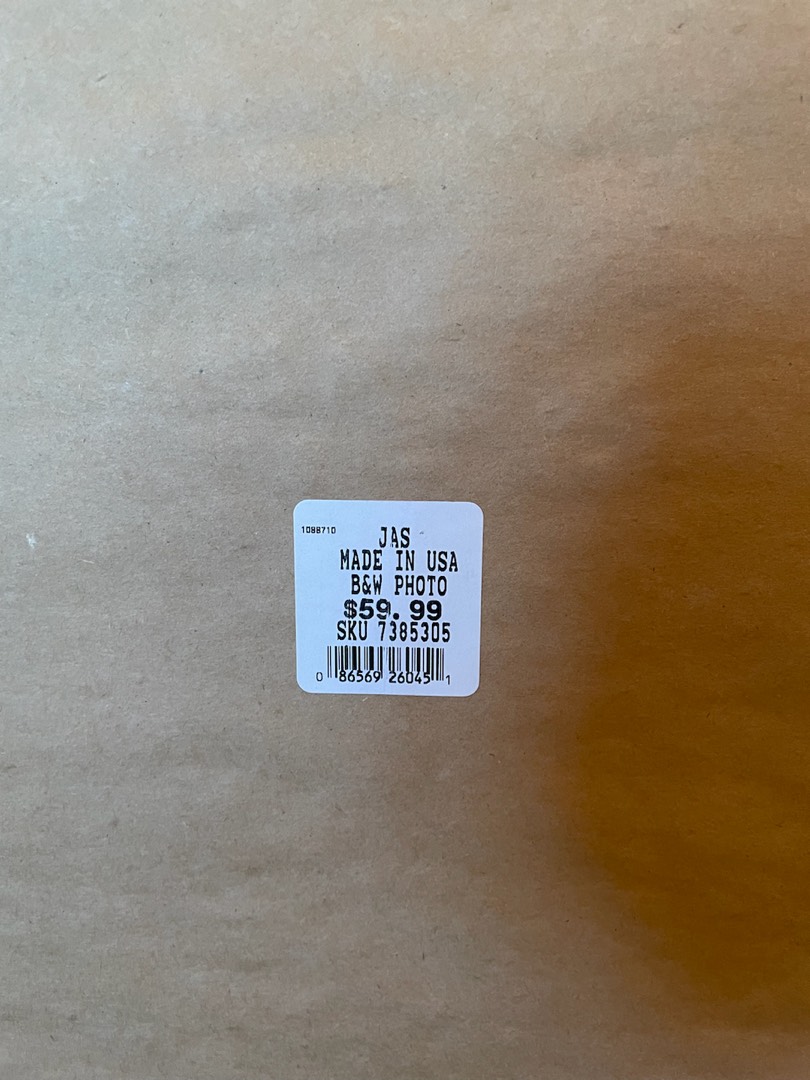 1088710
JAS
MADE IN USA
B&W PHOTO
$59.99
SKU 7385305
0 86569 26045 1